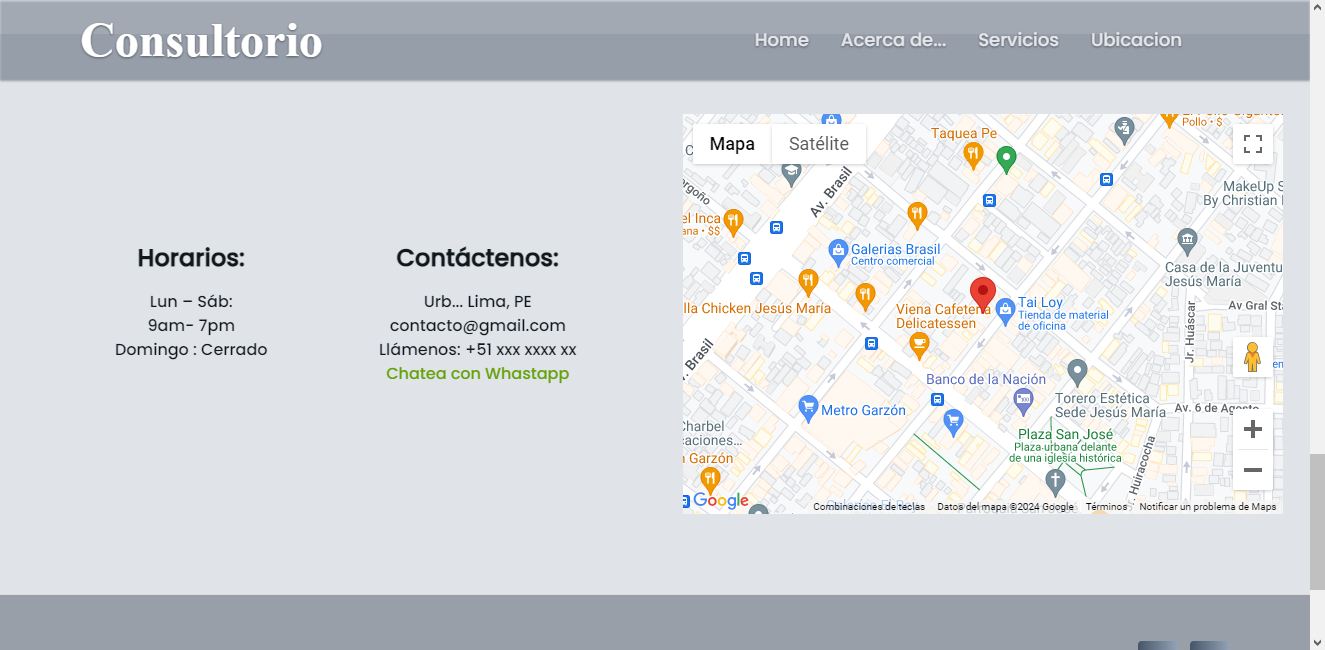 Consultorio
Home
Acerca de...
Servicios
Ubicacion
Horarios:
Lun – Sáb:
9am- 7pm
Domingo : Cerrado
Contáctenos:
Urb... Lima, PE
contacto@gmail.com
Llámenos: +51 xxx xxxx xx
Chatea con Whastapp
Mapa
Satélite
Taquea Pe
Pollo · $
MakeUp S
By Christian
Av. Brasil
el Inca
ana · $$
Galerias Brasil
Centro comercial
Casa de la Juventu
Jesús María
lla Chicken Jesús María
Viena Cafetería
Delicatessen
Tai Loy
Tienda de material
de oficina
Av Gral Sta
Jr. Huáscar
. Brasil
Banco de la Nación
Torero Estética
Sede Jesús María
Av. 6 de Agosto
Metro Garzón
Charbel
caciones...
Plaza San José
Plaza urbana delante
de una iglesia histórica
Garzón
Jr. Huiracocha
Google
Combinaciones de teclas
Datos del mapa ©2024 Google
Términos
Notificar un problema de Maps